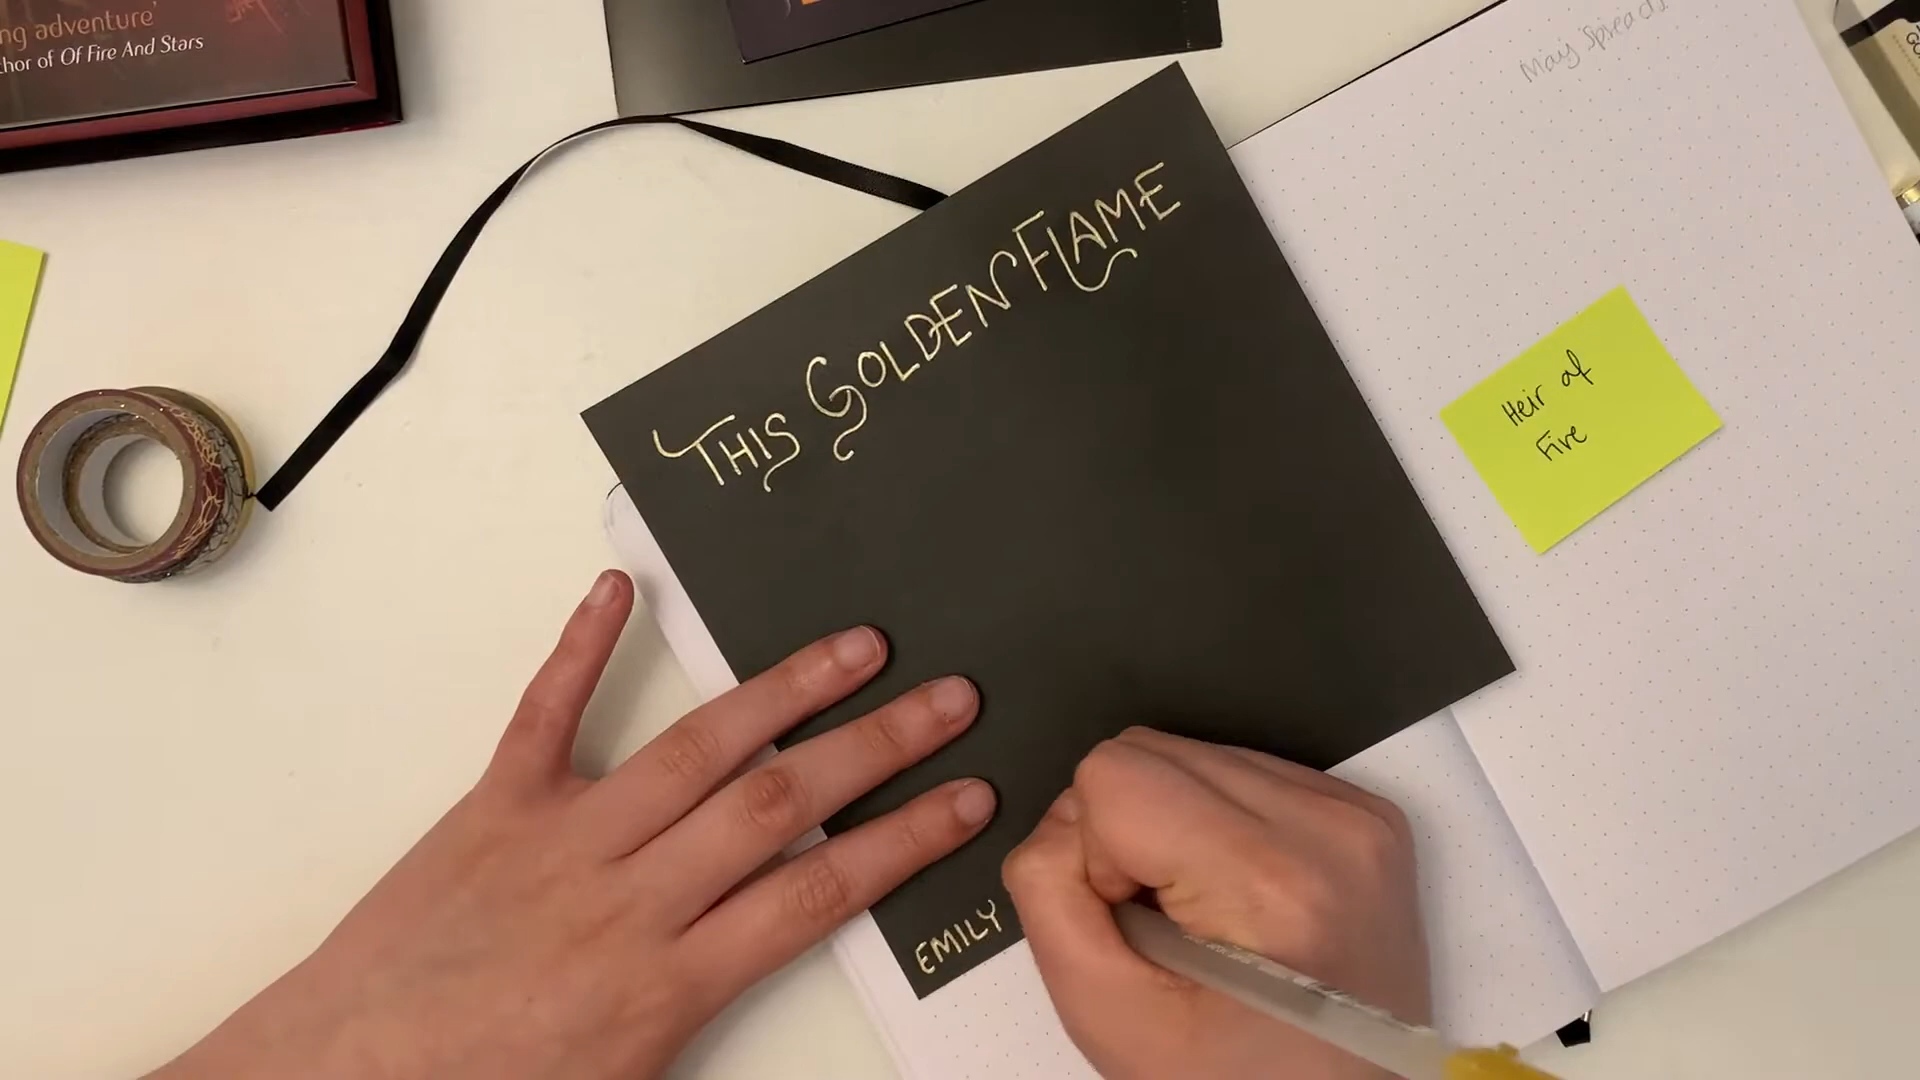 ng adventure'
thor of Of Fire And Stars
May Spread
THIS GOLDEN FLAME
Heir of
Fire
EMILY